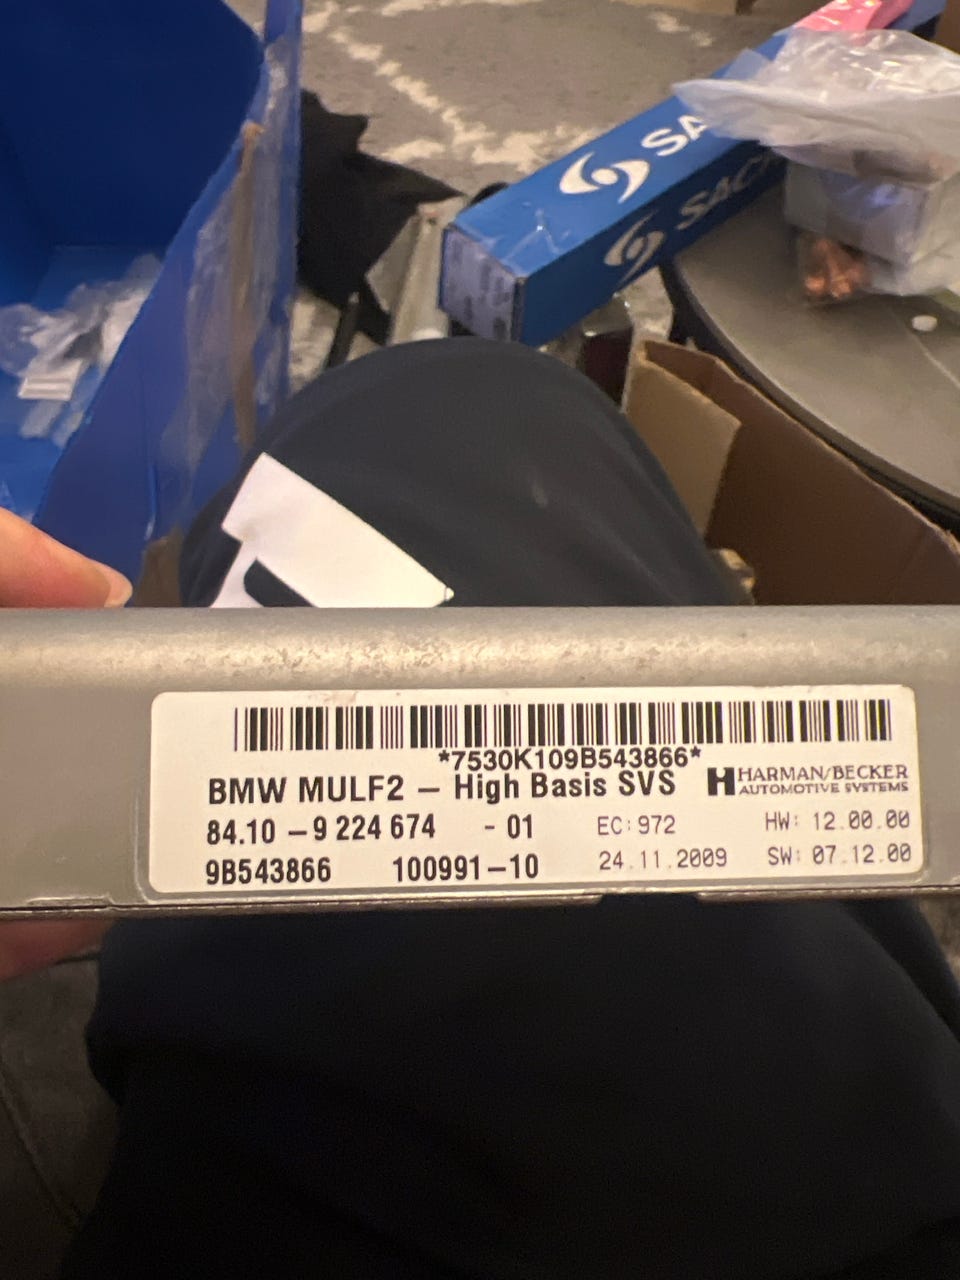 SA
SACH
*7530K109B543866*
BMW MULF2 – High Basis SVS
HARMAN/BECKER
AUTOMOTIVE SYSTEMS
84.10 – 9 224 674 - 01
EC: 972
HW: 12.00.00
9B543866 100991–10
24.11.2009
SW: 07.12.00